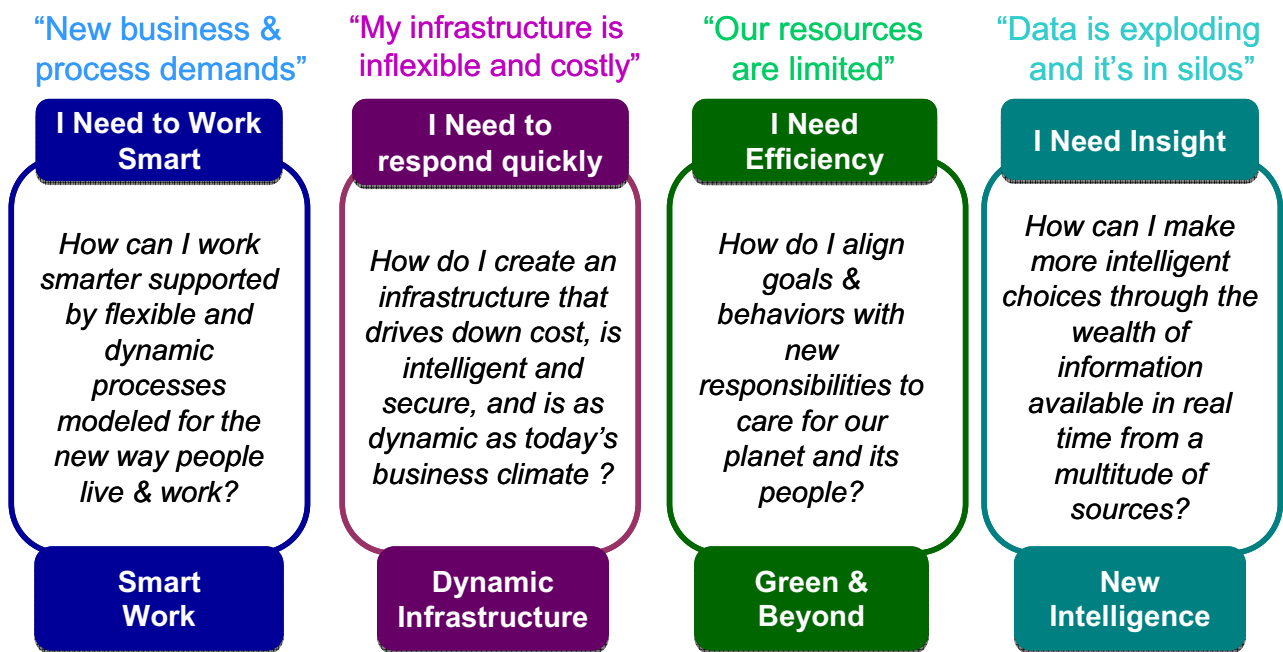 “New business &
process demands”
I Need to Work
Smart
How can I work
smarter supported
by flexible and
dynamic
processes
modeled for the
new way people
live & work?
Smart
Work
“My infrastructure is
inflexible and costly”
I Need to
respond quickly
How do I create an
infrastructure that
drives down cost, is
intelligent and
secure, and is as
dynamic as today’s
business climate ?
Dynamic
Infrastructure
“Our resources
are limited”
I Need
Efficiency
How do I align
goals &
behaviors with
new
responsibilities to
care for our
planet and its
people?
Green &
Beyond
“Data is exploding
and it’s in silos”
I Need Insight
How can I make
more intelligent
choices through the
wealth of
information
available in real
time from a
multitude of
sources?
New
Intelligence